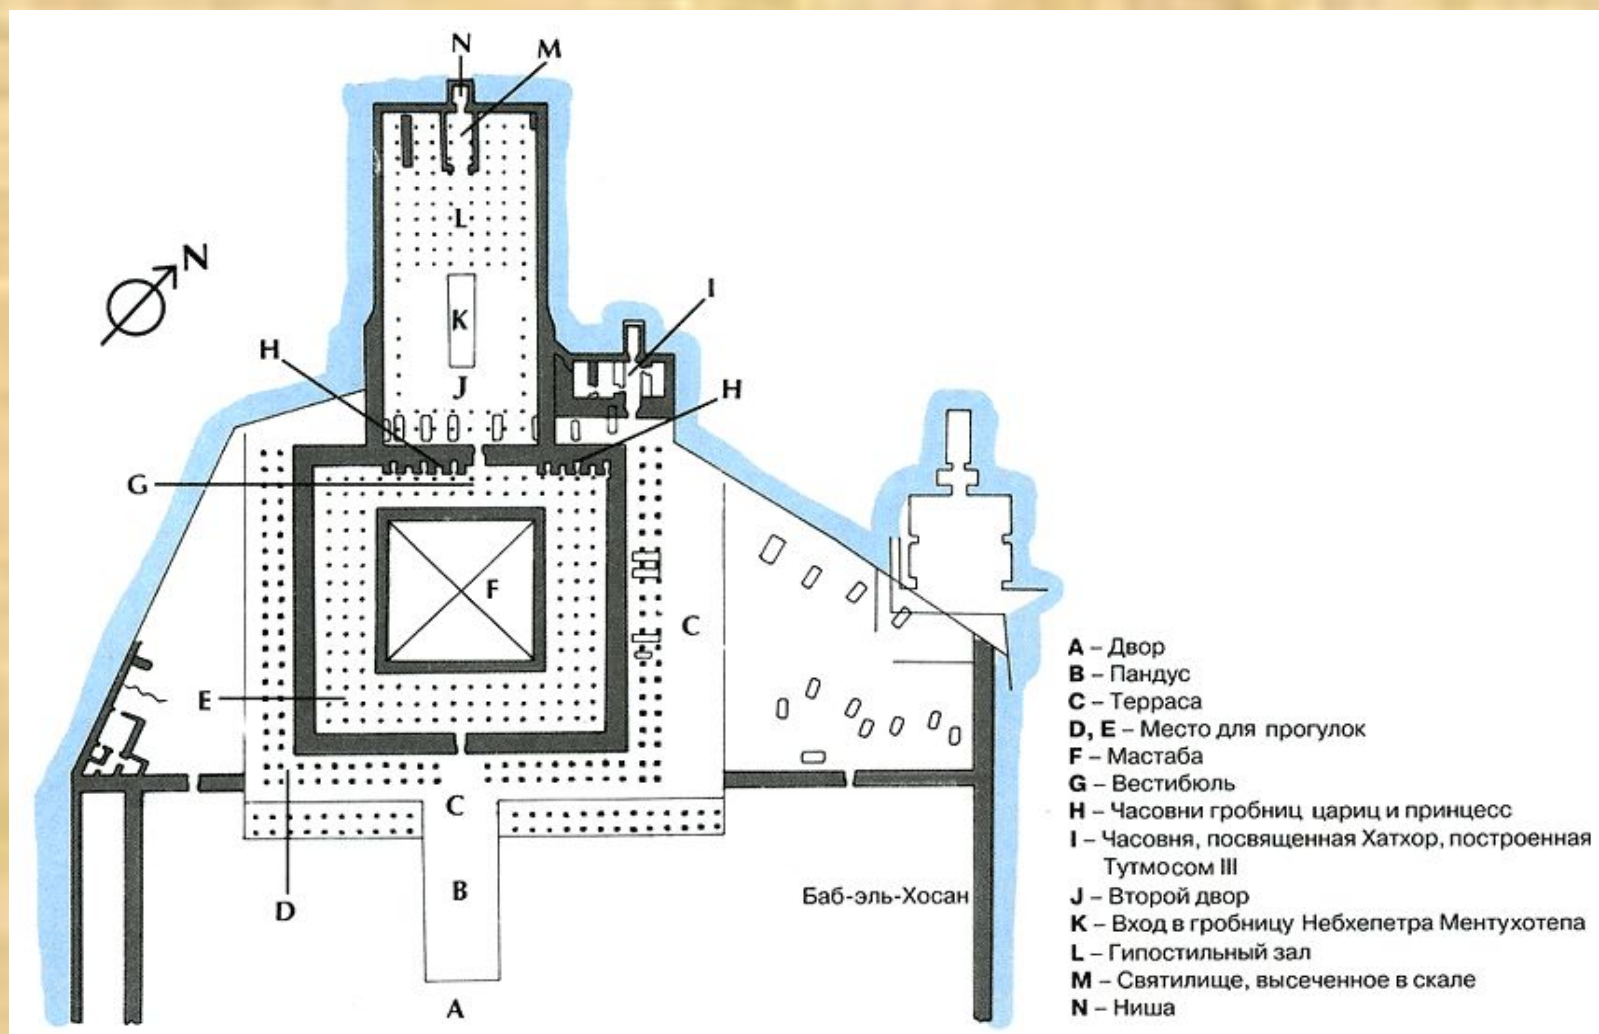 N
M
L
N
I
K
H
J
H
G
F
C
E
C
B
D
A
Баб-эль-Хосан
A – Двор
B – Пандус
C – Терраса
D, E – Место для прогулок
F – Мастаба
G – Вестибюль
H – Часовни гробниц цариц и принцесс
I – Часовня, посвященная Хатхор, построенная
Тутмосом III
J – Второй двор
K – Вход в гробницу Небхепетра Ментухотепа
L – Гипостильный зал
M – Святилище, высеченное в скале
N – Ниша